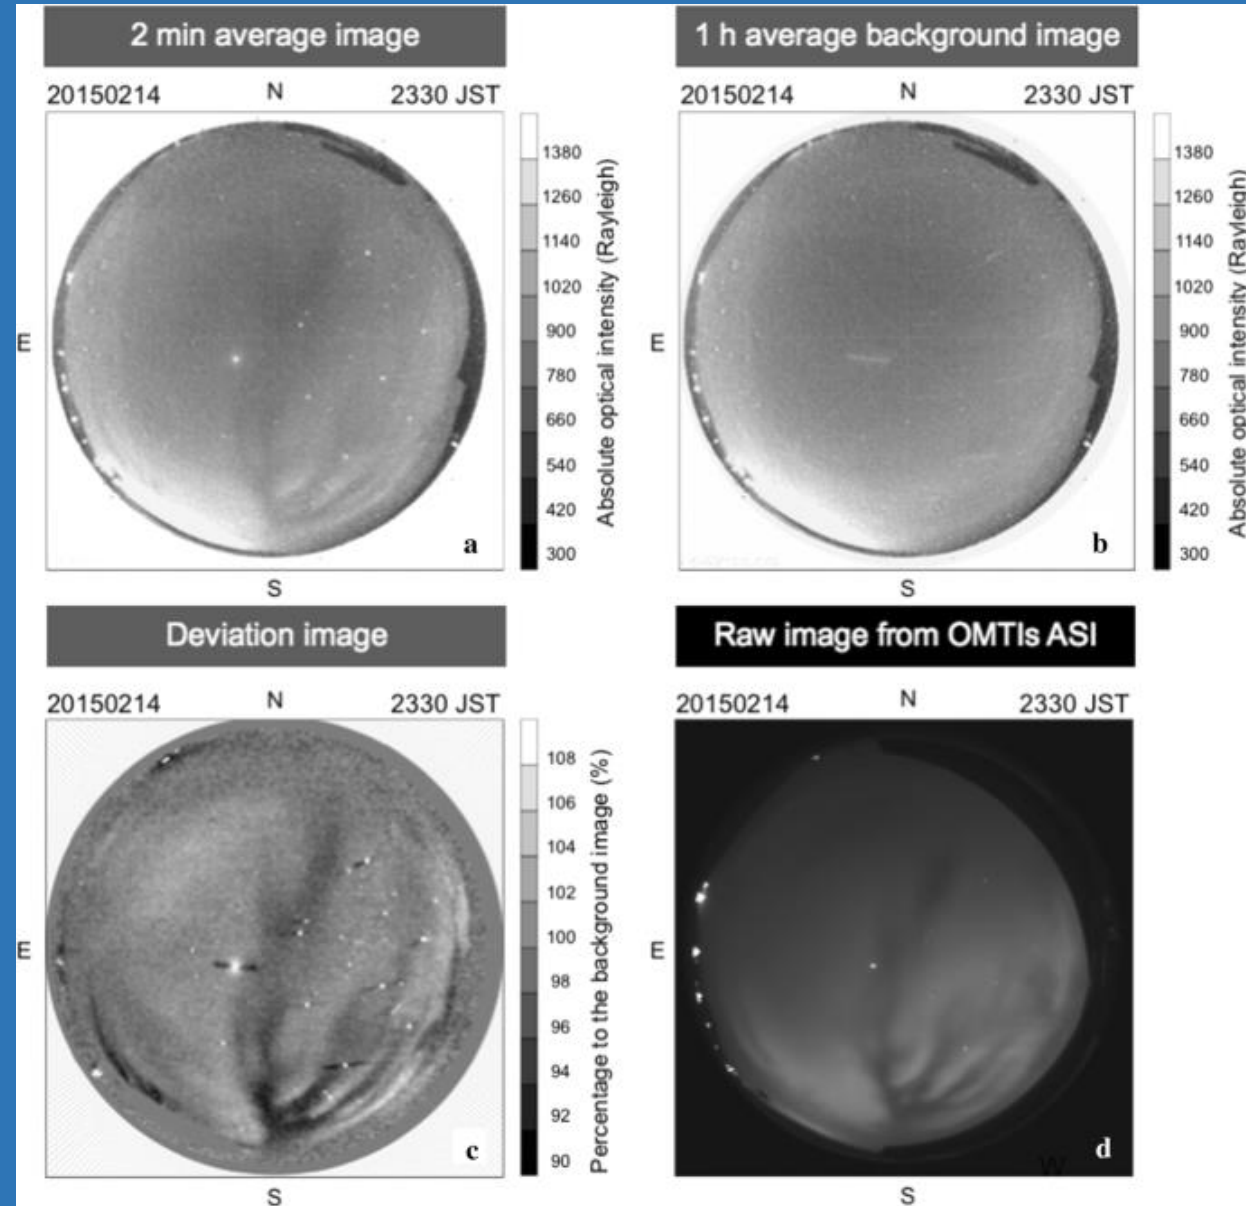 2 min average image
20150214 N 2330 JST
E
1380
1260
1140
1020
900
780
660
540
420
300
Absolute optical intensity (Rayleigh)
a
S
1 h average background image
20150214 N 2330 JST
E
1380
1260
1140
1020
900
780
660
540
420
300
Absolute optical intensity (Rayleigh)
b
S
Deviation image
20150214 N 2330 JST
E
108
106
104
102
100
98
96
94
92
90
Percentage to the background image (%)
c
S
Raw image from OMTIs ASI
20150214 N 2330 JST
E
W
d
S